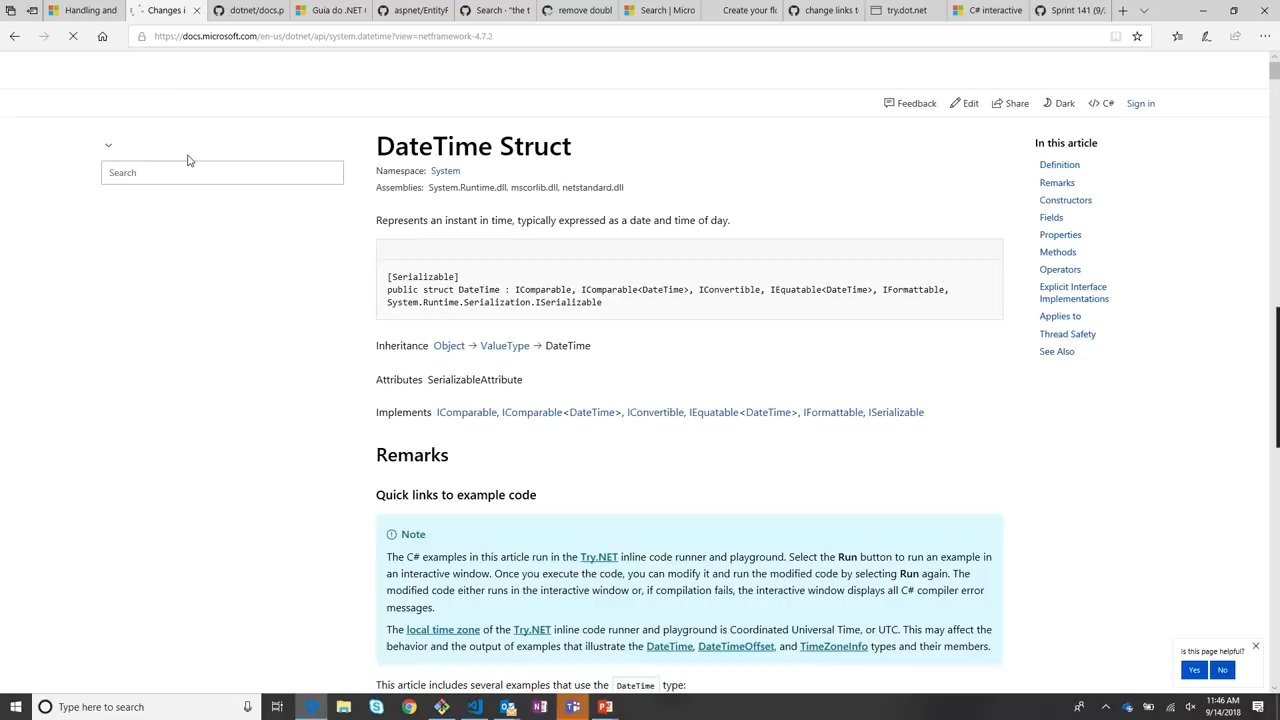 Handling and
Changes i
dotnet/docs.p
Guia do .NET
aspnet/Entity
Search · "the t
remove doubl
Search | Micro
Create your fl
change links t
try.dot.net
C# interactive
Sprint 141 (9/
https://docs.microsoft.com/en-us/dotnet/api/system.datetime?view=netframework-4.7.2
Feedback
Edit
Share
Dark
</> C#
Sign in
Search
DateTime Struct
Namespace: System
Assemblies: System.Runtime.dll, mscorlib.dll, netstandard.dll
Represents an instant in time, typically expressed as a date and time of day.
[Serializable]
public struct DateTime : IComparable, IComparable<DateTime>, IConvertible, IEquatable<DateTime>, IFormattable,
System.Runtime.Serialization.ISerializable
Inheritance Object → ValueType → DateTime
Attributes SerializableAttribute
Implements IComparable, IComparable<DateTime>, IConvertible, IEquatable<DateTime>, IFormattable, ISerializable
Remarks
Quick links to example code
Note
The C# examples in this article run in the Try.NET inline code runner and playground. Select the Run button to run an example in
an interactive window. Once you execute the code, you can modify it and run the modified code by selecting Run again. The
modified code either runs in the interactive window or, if compilation fails, the interactive window displays all C# compiler error
messages.
The local time zone of the Try.NET inline code runner and playground is Coordinated Universal Time, or UTC. This may affect the
behavior and the output of examples that illustrate the DateTime, DateTimeOffset, and TimeZoneInfo types and their members.
This article includes several examples that use the DateTime type:
In this article
Definition
Remarks
Constructors
Fields
Properties
Methods
Operators
Explicit Interface
Implementations
Applies to
Thread Safety
See Also
Is this page helpful?
Yes
No
Type here to search
11:46 AM
9/14/2018